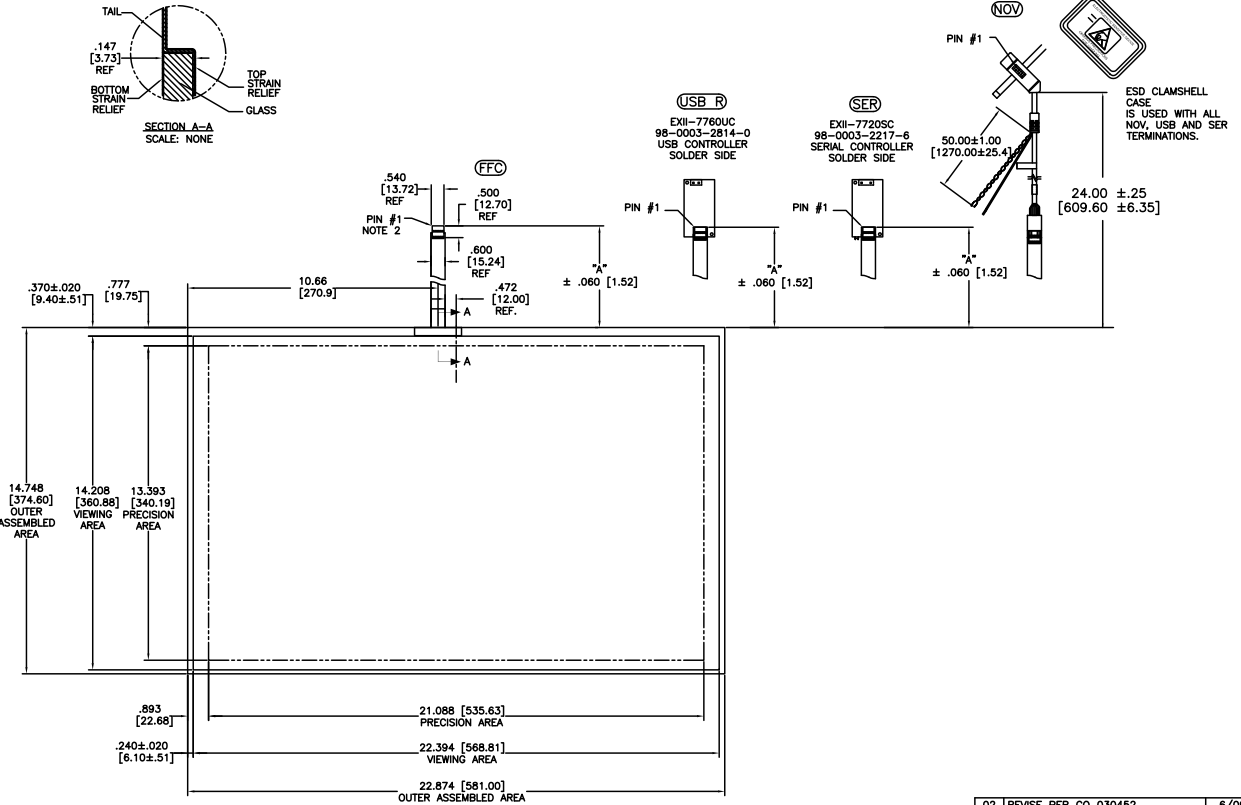 TAIL
.147
[3.73]
REF
BOTTOM
STRAIN
RELIEF
TOP
STRAIN
RELIEF
GLASS
SECTION A-A
SCALE: NONE
FFC
.540
[13.72]
REF
.500
[12.70]
REF
PIN #1
NOTE 2
.600
[15.24]
REF
"A"
± .060 [1.52]
.472
[12.00]
REF.
A
A
10.66
[270.9]
.370±.020
[9.40±.51]
.777
[19.75]
USB R
EXII-7760UC
98-0003-2814-0
USB CONTROLLER
SOLDER SIDE
PIN #1
"A"
± .060 [1.52]
SER
EXII-7720SC
98-0003-2217-6
SERIAL CONTROLLER
SOLDER SIDE
PIN #1
"A"
± .060 [1.52]
NOV
PIN #1
50.00±1.00
[1270.00±25.4]
24.00 ±.25
[609.60 ±6.35]
ESD CLAMSHELL
CASE
IS USED WITH ALL
NOV, USB AND SER
TERMINATIONS.
14.748
[374.60]
OUTER
ASSEMBLED
AREA
14.208
[360.88]
VIEWING
AREA
13.393
[340.19]
PRECISION
AREA
.893
[22.68]
21.088 [535.63]
PRECISION AREA
.240±.020
[6.10±.51]
22.394 [568.81]
VIEWING AREA
22.874 [581.00]
OUTER ASSEMBLED AREA
02 REVISE PER CO 030452